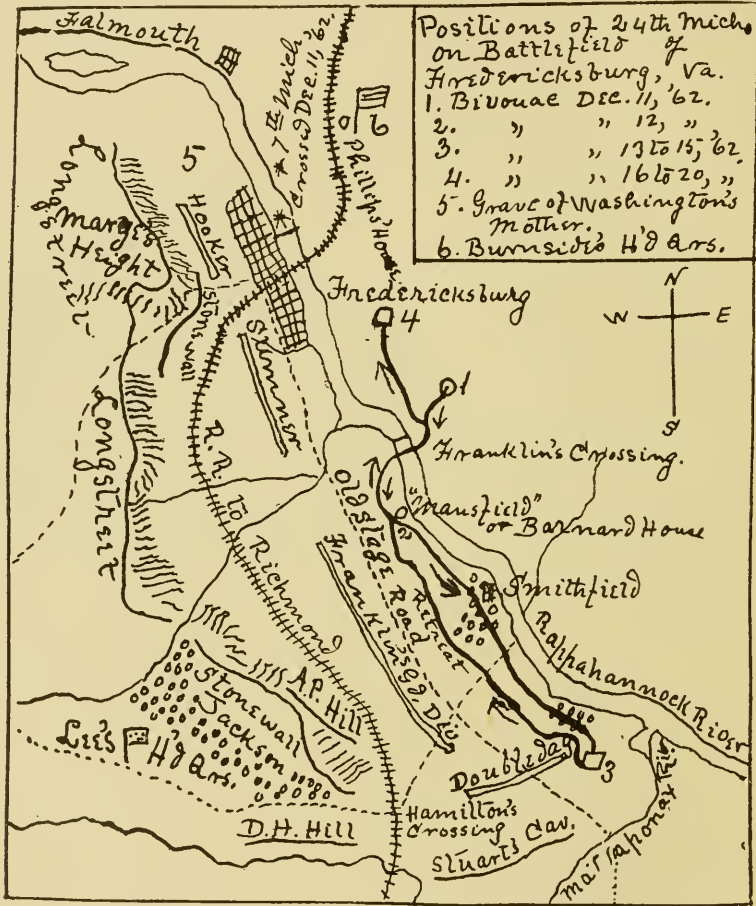 Falmouth
Positions of 24th Mich.
on Battlefield of
Fredericksburg, Va.
1. Bivouac Dec. 11, '62.
2. „ „ 12, „
3. „ „ 13 to 15, '62
4. „ „ 16 to 20, „
5. Grave of Washington's
Mother.
6. Burnside's H'd Qrs.
* 7th Mich.
Crossed Dec. 11, '62.
6
Phillips' House
5
Longstreet
Marye's
Height
Hooker
Stonewall
Sumner
Fredericksburg
4
1
N
W E
S
Franklin's Crossing.
"Mansfield"
or Barnard House
2
Smithfield
Rappahannock River
Longstreet
R.R. to Richmond
Old Stage Road
Retreat
Franklin's Gd. Div.
A.P. Hill
Stonewall
Jackson
Lee's
H'd Qrs.
D.H. Hill
Doubleday
3
Hamilton's
Crossing
Stuart's Cav.
Massaponax Riv.